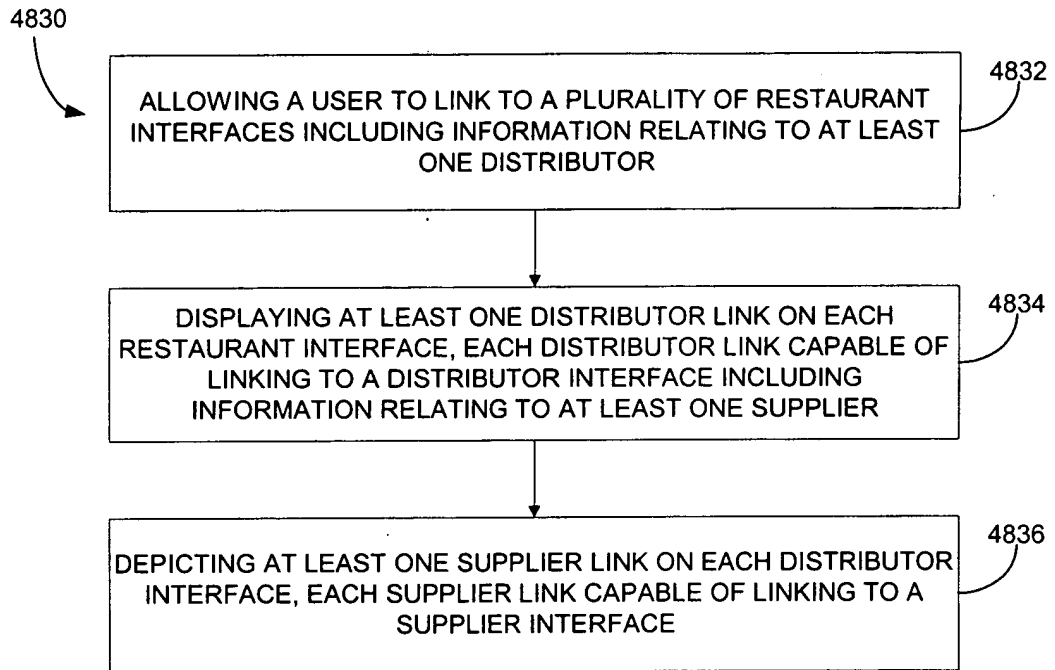 4830
4832
ALLOWING A USER TO LINK TO A PLURALITY OF RESTAURANT
INTERFACES INCLUDING INFORMATION RELATING TO AT LEAST
ONE DISTRIBUTOR
4834
DISPLAYING AT LEAST ONE DISTRIBUTOR LINK ON EACH
RESTAURANT INTERFACE, EACH DISTRIBUTOR LINK CAPABLE OF
LINKING TO A DISTRIBUTOR INTERFACE INCLUDING
INFORMATION RELATING TO AT LEAST ONE SUPPLIER
4836
DEPICTING AT LEAST ONE SUPPLIER LINK ON EACH DISTRIBUTOR
INTERFACE, EACH SUPPLIER LINK CAPABLE OF LINKING TO A
SUPPLIER INTERFACE